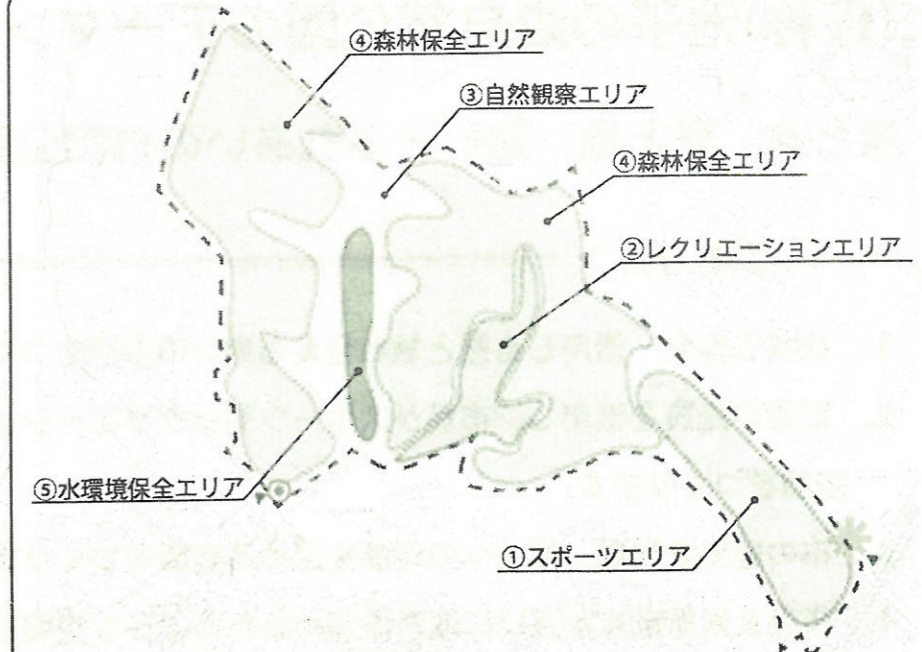 ④森林保全エリア
③自然観察エリア
④森林保全エリア
②レクリエーションエリア
⑤水環境保全エリア
①スポーツエリア